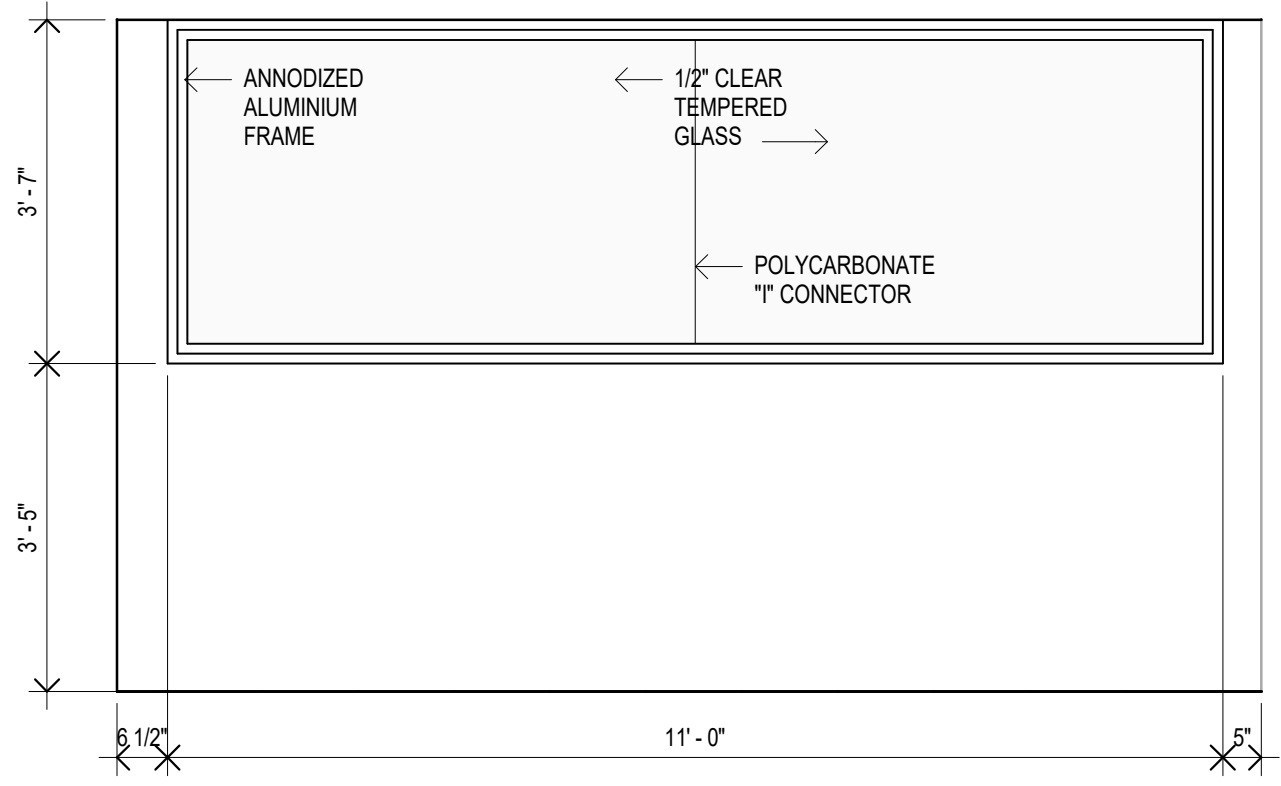 ANNODIZED
ALUMINIUM
FRAME
1/2" CLEAR
TEMPERED
GLASS
POLYCARBONATE
"I" CONNECTOR
3' - 7"
3' - 5"
6 1/2"
11' - 0"
5"